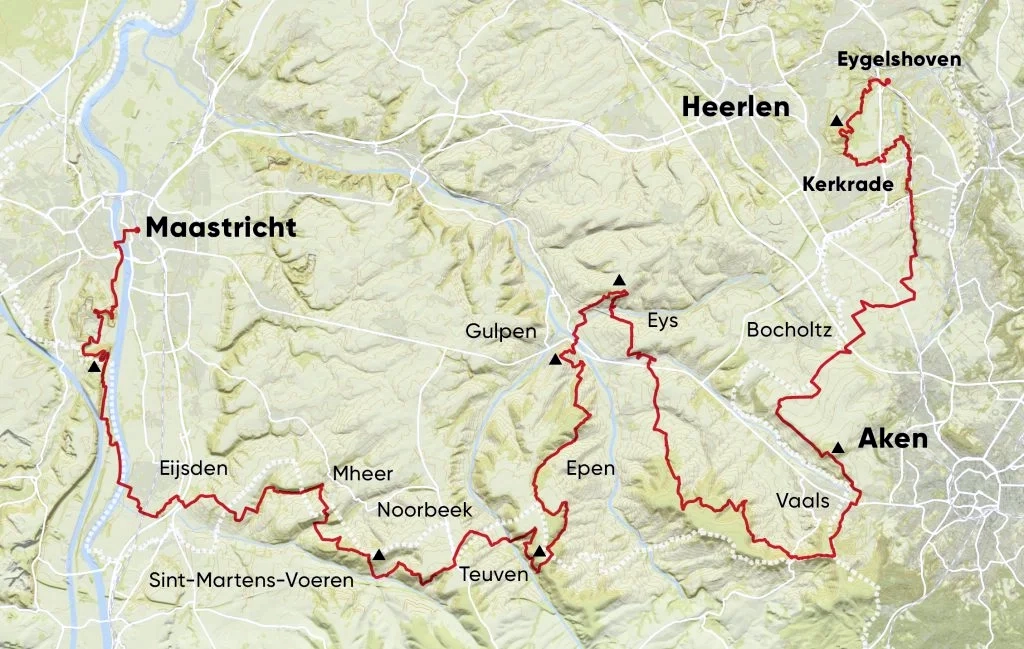 Eygelshoven
Heerlen
Kerkrade
Maastricht
Gulpen
Eys
Bocholtz
Aken
Eijsden
Mheer
Epen
Vaals
Noorbeek
Sint-Martens-Voeren
Teuven